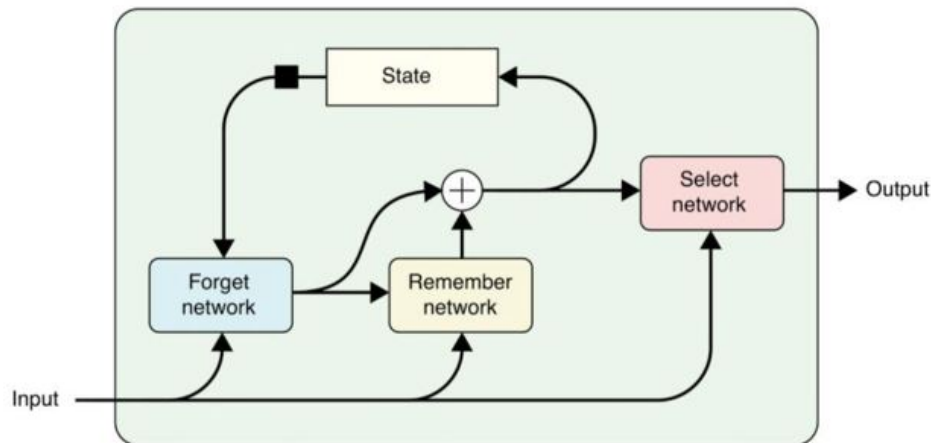 State
Select
network
Output
Forget
network
Remember
network
Input